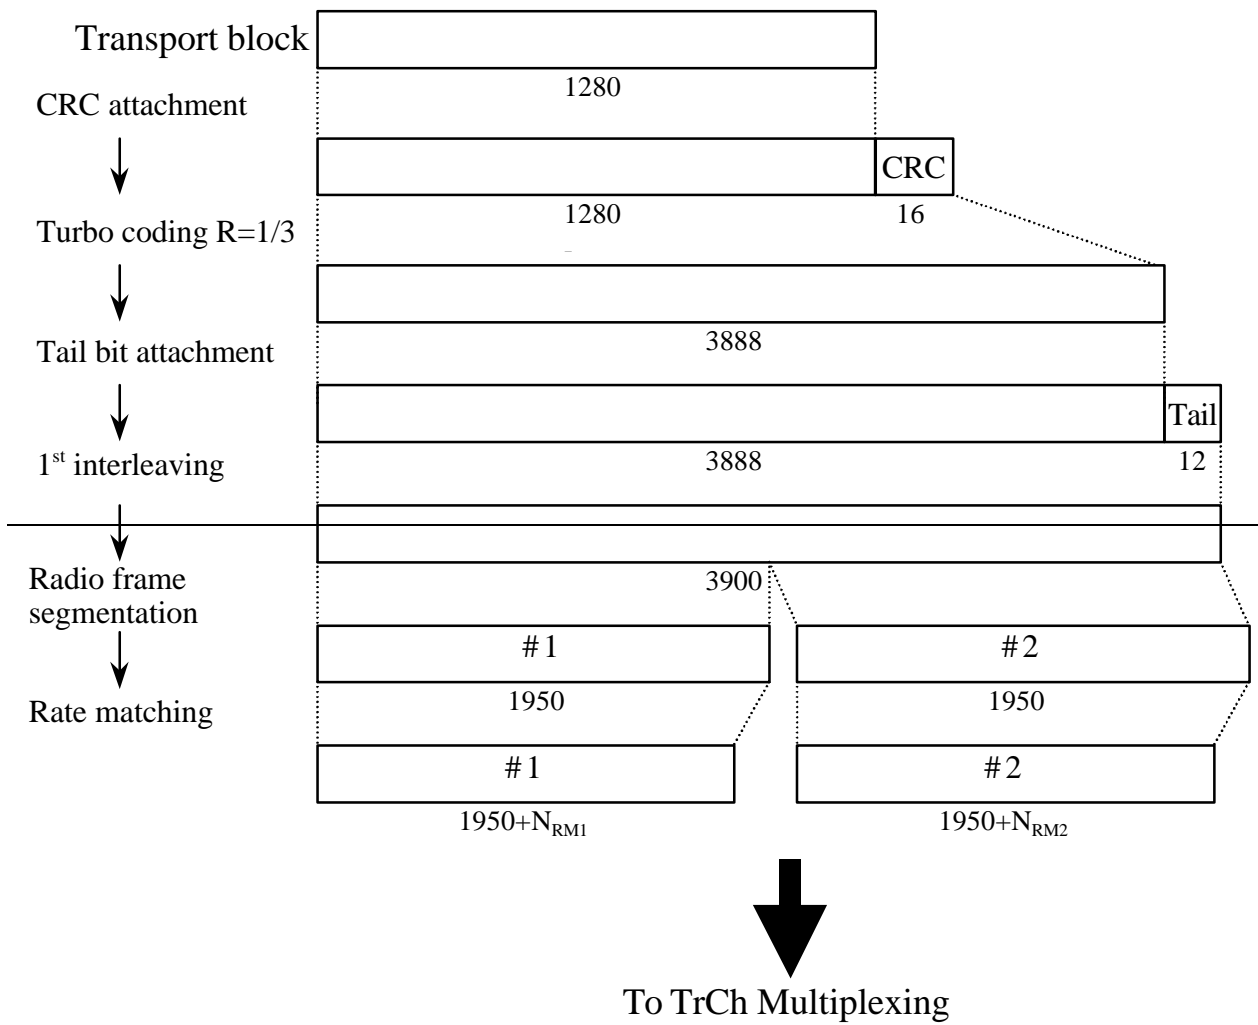 Transport block
1280
CRC attachment
CRC
1280 16
Turbo coding R=1/3
3888
Tail bit attachment
Tail
3888 12
1st interleaving
3900
Radio frame
segmentation
#1 #2
1950 1950
Rate matching
#1 #2
1950+NRM1 1950+NRM2
To TrCh Multiplexing